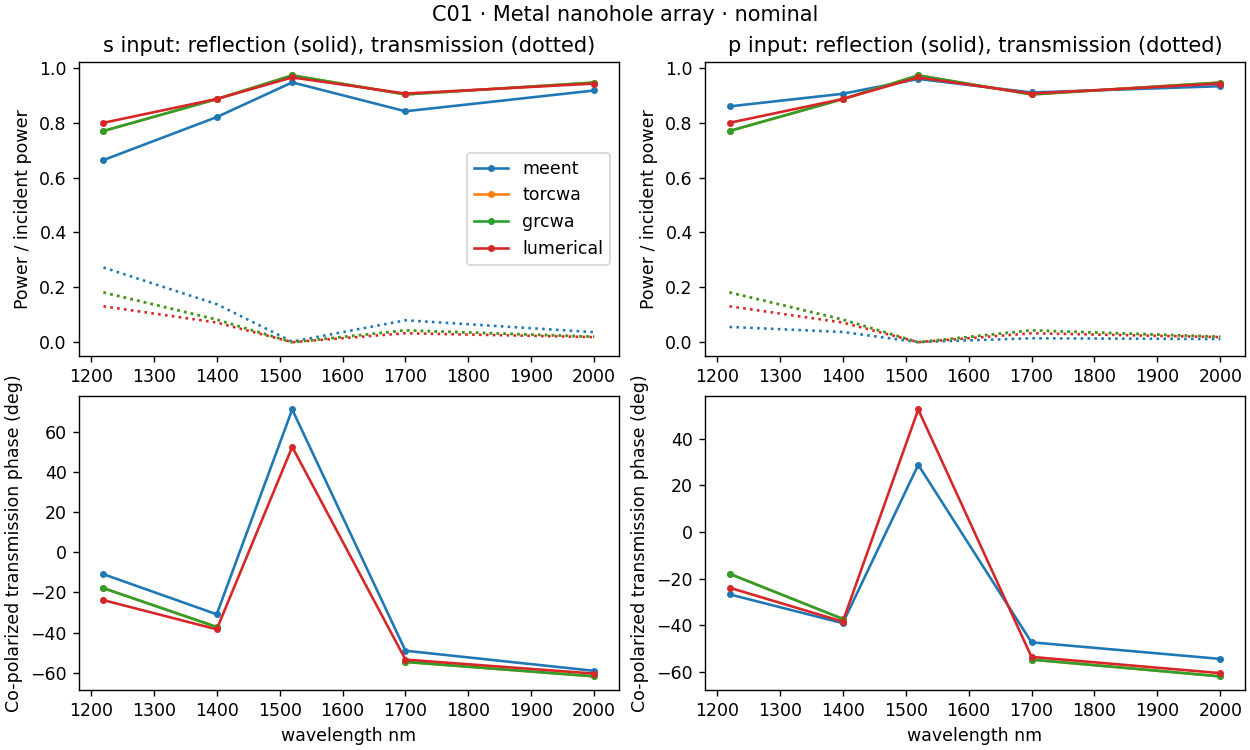 C01 · Metal nanohole array · nominal
s input: reflection (solid), transmission (dotted)
p input: reflection (solid), transmission (dotted)
Power / incident power
1.0
0.8
0.6
0.4
0.2
0.0
1200 1300 1400 1500 1600 1700 1800 1900 2000
meent
torcwa
grcwa
lumerical
Power / incident power
1.0
0.8
0.6
0.4
0.2
0.0
1200 1300 1400 1500 1600 1700 1800 1900 2000
Co-polarized transmission phase (deg)
60
40
20
0
−20
−40
−60
1200 1300 1400 1500 1600 1700 1800 1900 2000
wavelength nm
Co-polarized transmission phase (deg)
40
20
0
−20
−40
−60
1200 1300 1400 1500 1600 1700 1800 1900 2000
wavelength nm